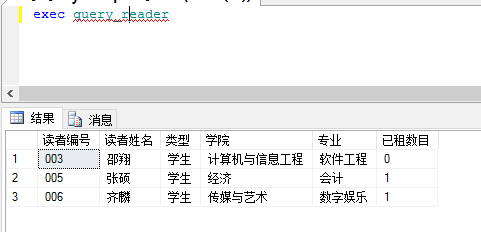 exec query_reader
结果 消息
读者编号 读者姓名 类型 学院 专业 已租数目
1 003 邵翔 学生 计算机与信息工程 软件工程 0
2 005 张硕 学生 经济 会计 1
3 006 齐麟 学生 传媒与艺术 数字娱乐 1